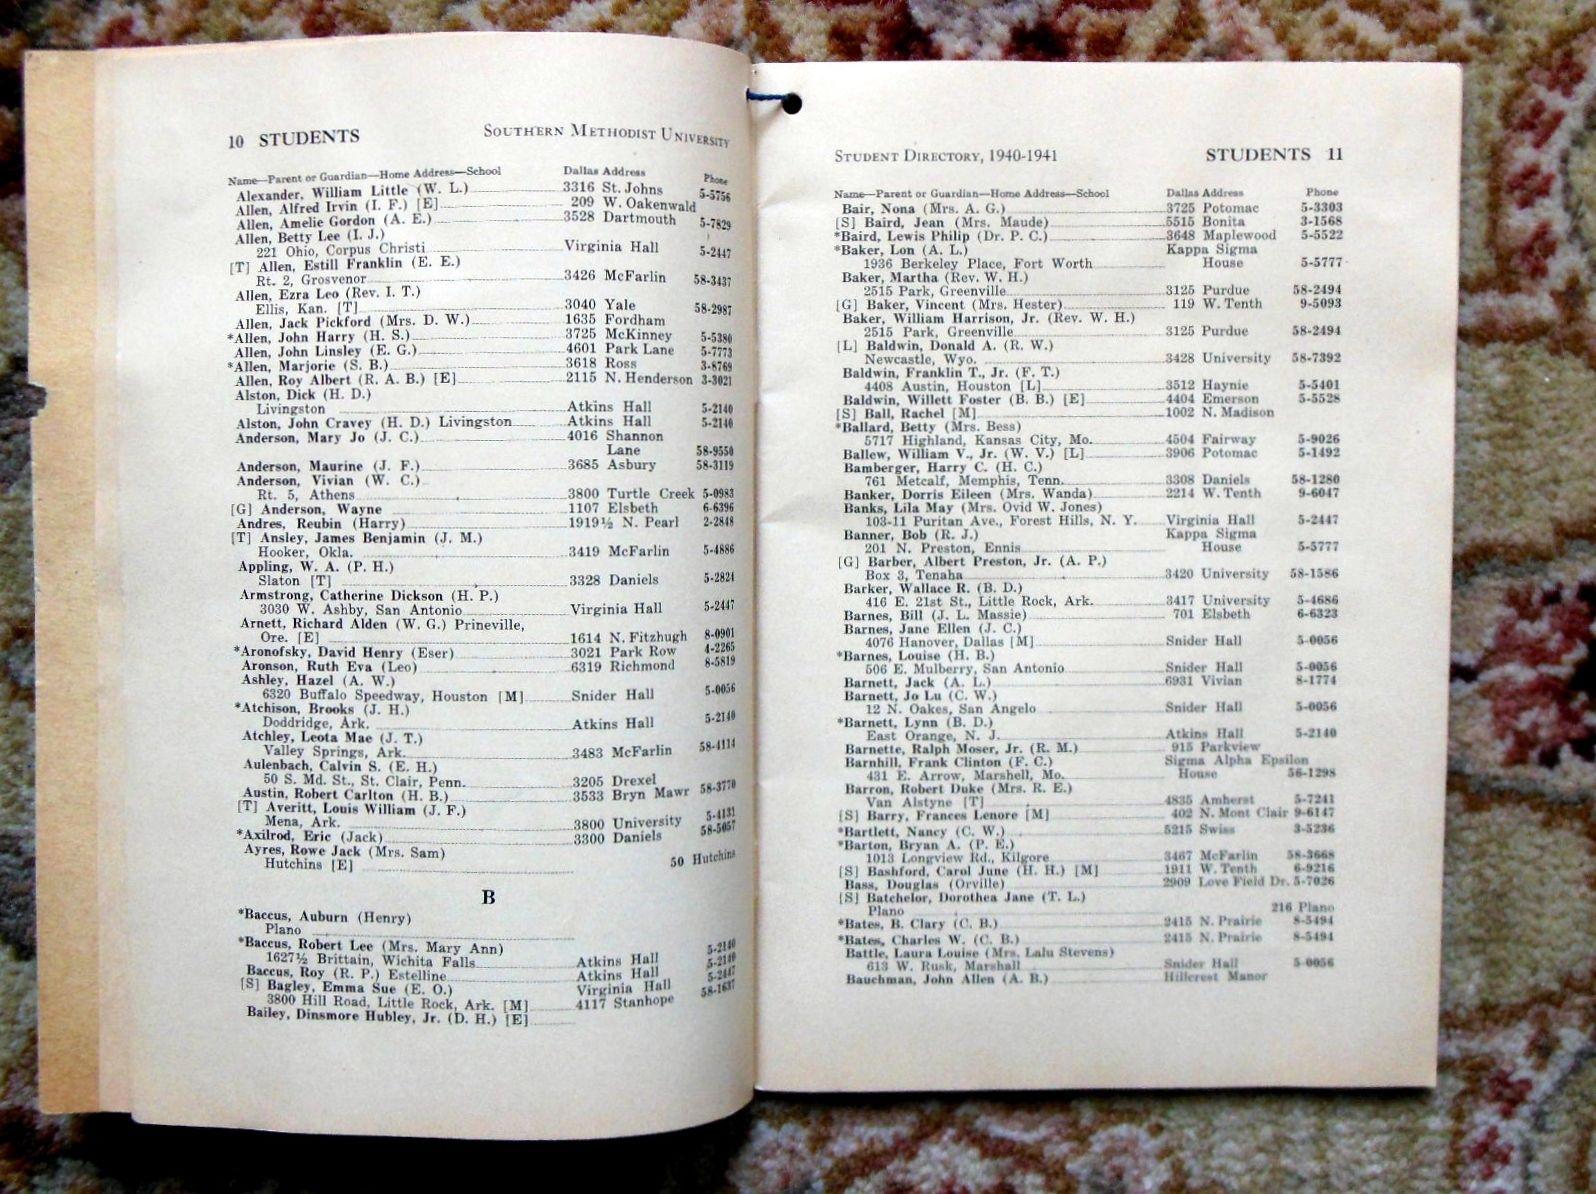 10 STUDENTS SOUTHERN METHODIST UNIVERSITY
Name—Parent or Guardian—Home Address—School Dallas Address Phone
Alexander, William Little (W. L.) 3316 St. Johns 5-5756
Allen, Alfred Irvin (I. F.) [E] 209 W. Oakenwald
Allen, Amelie Gordon (A. E.) 3528 Dartmouth 5-7829
Allen, Betty Lee (I. J.)
221 Ohio, Corpus Christi Virginia Hall 5-2447
[T] Allen, Estill Franklin (E. E.)
Rt. 2, Grosvenor 3426 McFarlin 58-3437
Allen, Ezra Leo (Rev. I. T.)
Ellis, Kan. [T] 3040 Yale 58-2987
Allen, Jack Pickford (Mrs. D. W.) 1635 Fordham
*Allen, John Harry (H. S.) 3725 McKinney 5-5380
Allen, John Linsley (E. G.) 4601 Park Lane 5-7773
*Allen, Marjorie (S. B.) 3618 Ross 3-8769
Allen, Roy Albert (R. A. B.) [E] 2115 N. Henderson 3-3021
Alston, Dick (H. D.)
Livingston Atkins Hall 5-2140
Alston, John Cravey (H. D.) Livingston Atkins Hall 5-2140
Anderson, Mary Jo (J. C.) 4016 Shannon
Lane 58-9550
Anderson, Maurine (J. F.) 3685 Asbury 58-3119
Anderson, Vivian (W. C.)
Rt. 5, Athens 3800 Turtle Creek 5-0983
[G] Anderson, Wayne 1107 Elsbeth 6-6396
Andres, Reubin (Harry) 1919½ N. Pearl 2-2848
[T] Ansley, James Benjamin (J. M.)
Hooker, Okla. 3419 McFarlin 5-4886
Appling, W. A. (P. H.)
Slaton [T] 3328 Daniels 5-2824
Armstrong, Catherine Dickson (H. P.)
3030 W. Ashby, San Antonio Virginia Hall 5-2447
Arnett, Richard Alden (W. G.) Prineville,
Ore. [E] 1614 N. Fitzhugh 8-0901
*Aronofsky, David Henry (Eser) 3021 Park Row 4-2265
Aronson, Ruth Eva (Leo) 6319 Richmond 8-5819
Ashley, Hazel (A. W.)
6320 Buffalo Speedway, Houston [M] Snider Hall 5-0056
*Atchison, Brooks (J. H.)
Doddridge, Ark. Atkins Hall 5-2140
Atchley, Leota Mae (J. T.)
Valley Springs, Ark. 3483 McFarlin 58-4114
Aulenbach, Calvin S. (E. H.)
50 S. Md. St., St. Clair, Penn. 3205 Drexel
Austin, Robert Carlton (H. B.) 3533 Bryn Mawr 58-3770
[T] Averitt, Louis William (J. F.)
Mena, Ark. 3800 University 5-4131
*Axilrod, Eric (Jack) 3300 Daniels 58-5057
Ayres, Rowe Jack (Mrs. Sam)
Hutchins [E] 50 Hutchins
B
*Baccus, Auburn (Henry)
Plano
*Baccus, Robert Lee (Mrs. Mary Ann)
1627½ Brittain, Wichita Falls Atkins Hall 5-2140
Baccus, Roy (R. P.) Estelline Atkins Hall 5-2140
[S] Bagley, Emma Sue (E. O.) Virginia Hall 5-2447
3800 Hill Road, Little Rock, Ark. [M] 4117 Stanhope 58-1637
Bailey, Dinsmore Hubley, Jr. (D. H.) [E]
STUDENT DIRECTORY, 1940-1941 STUDENTS 11
Name—Parent or Guardian—Home Address—School Dallas Address Phone
Bair, Nona (Mrs. A. G.) 3725 Potomac 5-3303
[S] Baird, Jean (Mrs. Maude) 5515 Bonita 3-1568
*Baird, Lewis Philip (Dr. P. C.) 3648 Maplewood 5-5522
*Baker, Lon (A. L.) Kappa Sigma
1936 Berkeley Place, Fort Worth House 5-5777
Baker, Martha (Rev. W. H.)
2515 Park, Greenville 3125 Purdue 58-2494
[G] Baker, Vincent (Mrs. Hester) 119 W. Tenth 9-5093
Baker, William Harrison, Jr. (Rev. W. H.)
2515 Park, Greenville 3125 Purdue 58-2494
[L] Baldwin, Donald A. (R. W.)
Newcastle, Wyo. 3428 University 58-7392
Baldwin, Franklin T., Jr. (F. T.)
4408 Austin, Houston [L] 3512 Haynie 5-5401
Baldwin, Willett Foster (B. B.) [E] 4404 Emerson 5-5528
[S] Ball, Rachel [M] 1002 N. Madison
*Ballard, Betty (Mrs. Bess)
5717 Highland, Kansas City, Mo. 4504 Fairway 5-9026
Ballew, William V., Jr. (W. V.) [L] 3906 Potomac 5-1492
Bamberger, Harry C. (H. C.)
761 Metcalf, Memphis, Tenn. 3308 Daniels 58-1280
Banker, Dorris Eileen (Mrs. Wanda) 2214 W. Tenth 9-6047
Banks, Lila May (Mrs. Ovid W. Jones)
103-11 Puritan Ave., Forest Hills, N. Y. Virginia Hall 5-2447
Banner, Bob (R. J.) Kappa Sigma
201 N. Preston, Ennis House 5-5777
[G] Barber, Albert Preston, Jr. (A. P.)
Box 3, Tenaha 3420 University 58-1586
Barker, Wallace R. (B. D.)
416 E. 21st St., Little Rock, Ark. 3417 University 5-4686
Barnes, Bill (J. L. Massie) 701 Elsbeth 6-6323
Barnes, Jane Ellen (J. C.)
4076 Hanover, Dallas [M] Snider Hall 5-0056
*Barnes, Louise (H. B.)
506 E. Mulberry, San Antonio Snider Hall 5-0056
Barnett, Jack (A. L.) 6931 Vivian 8-1774
Barnett, Jo Lu (C. W.)
12 N. Oakes, San Angelo Snider Hall 5-0056
*Barnett, Lynn (B. D.)
East Orange, N. J. Atkins Hall 5-2140
Barnette, Ralph Moser, Jr. (R. M.) 915 Parkview
Barnhill, Frank Clinton (F. C.) Sigma Alpha Epsilon
431 E. Arrow, Marshell, Mo. House 56-1298
Barron, Robert Duke (Mrs. R. E.)
Van Alstyne [T] 4835 Amherst 5-7241
[S] Barry, Frances Lenore [M] 402 N. Mont Clair 9-6147
*Bartlett, Nancy (C. W.) 5215 Swiss 3-5236
*Barton, Bryan A. (P. E.)
1013 Longview Rd., Kilgore 3467 McFarlin 58-3668
[S] Bashford, Carol June (H. H.) [M] 1911 W. Tenth 6-9216
Bass, Douglas (Orville) 2909 Love Field Dr. 5-7026
[S] Batchelor, Dorothea Jane (T. L.)
Plano 216 Plano
*Bates, B. Clary (C. B.) 2415 N. Prairie 8-5494
*Bates, Charles W. (C. B.) 2415 N. Prairie 8-5494
Battle, Laura Louise (Mrs. Lalu Stevens)
613 W. Rusk, Marshall Snider Hall 5-0056
Bauchman, John Allen (A. B.) Hillcrest Manor